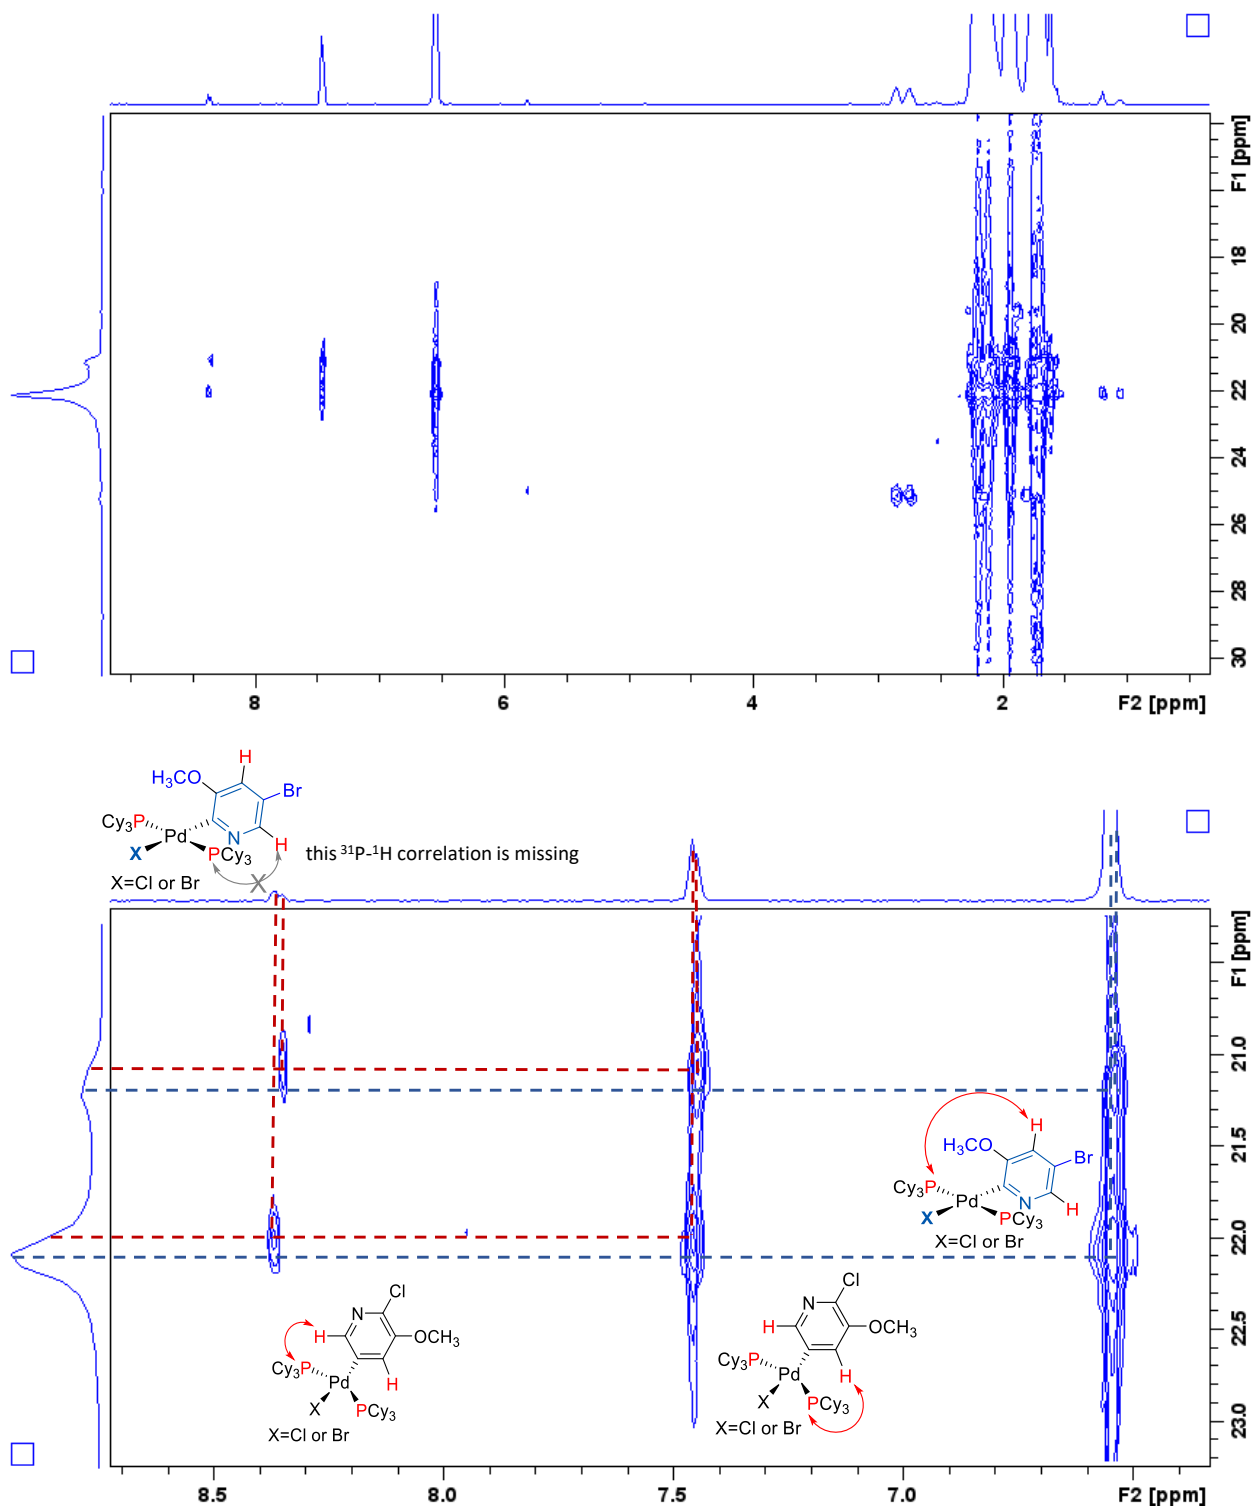 F1 [ppm]
18
20
22
24
26
28
30
8
6
4
2
F2 [ppm]
H
H₃CO
Br
Cy₃P
Pd
N
H
X
PCy₃
X
X=Cl or Br
this ³¹P-¹H correlation is missing
F1 [ppm]
21.0
21.5
22.0
22.5
23.0
H
H₃CO
Br
Cy₃P
Pd
N
H
X
PCy₃
X=Cl or Br
Cl
N
H
OCH₃
Cy₃P
Pd
H
X
PCy₃
X=Cl or Br
Cl
N
H
OCH₃
Cy₃P
Pd
H
X
PCy₃
X=Cl or Br
8.5
8.0
7.5
7.0
F2 [ppm]